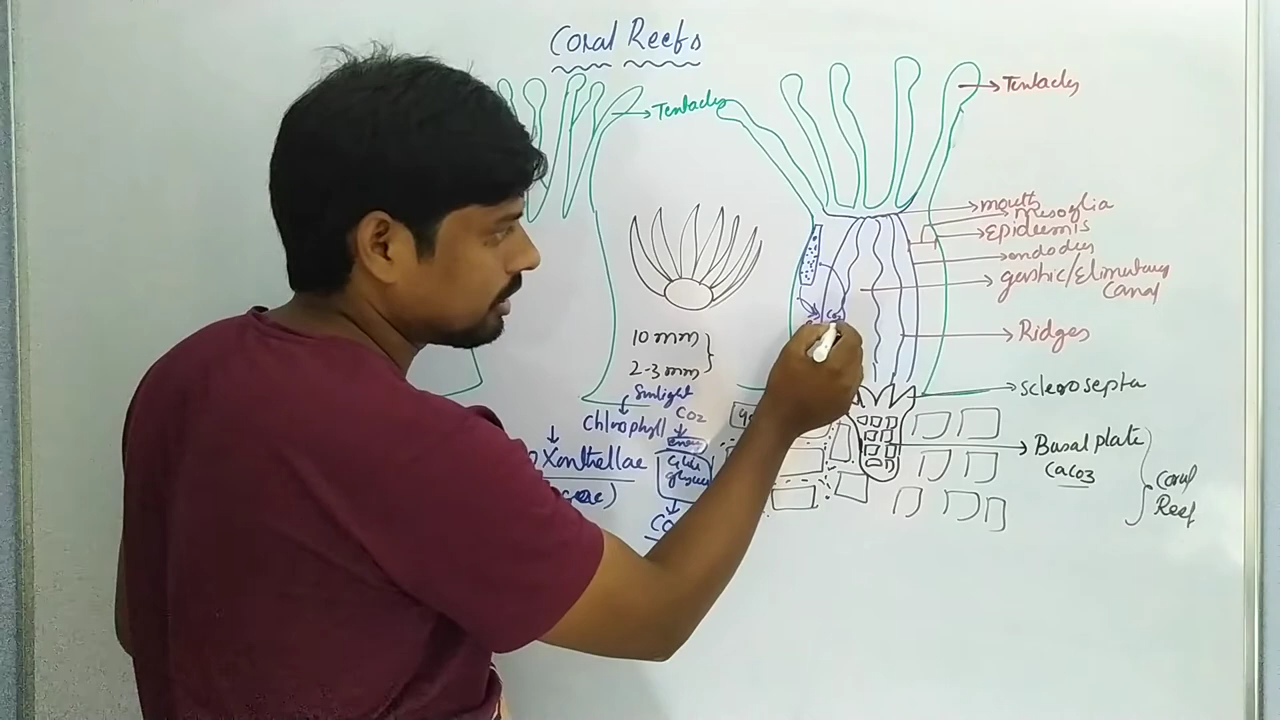 Coral Reefs
Tentacles
Tentacles
mouth
mesoglia
epidermis
endodus
gastric/Elimentary
canal
Ridges
10 mm
2-3 mm
Sunlight
Chlorophyll
CO2
Xonthellae
sclerosepta
Basal plate
CaCo3
Coral
Reef